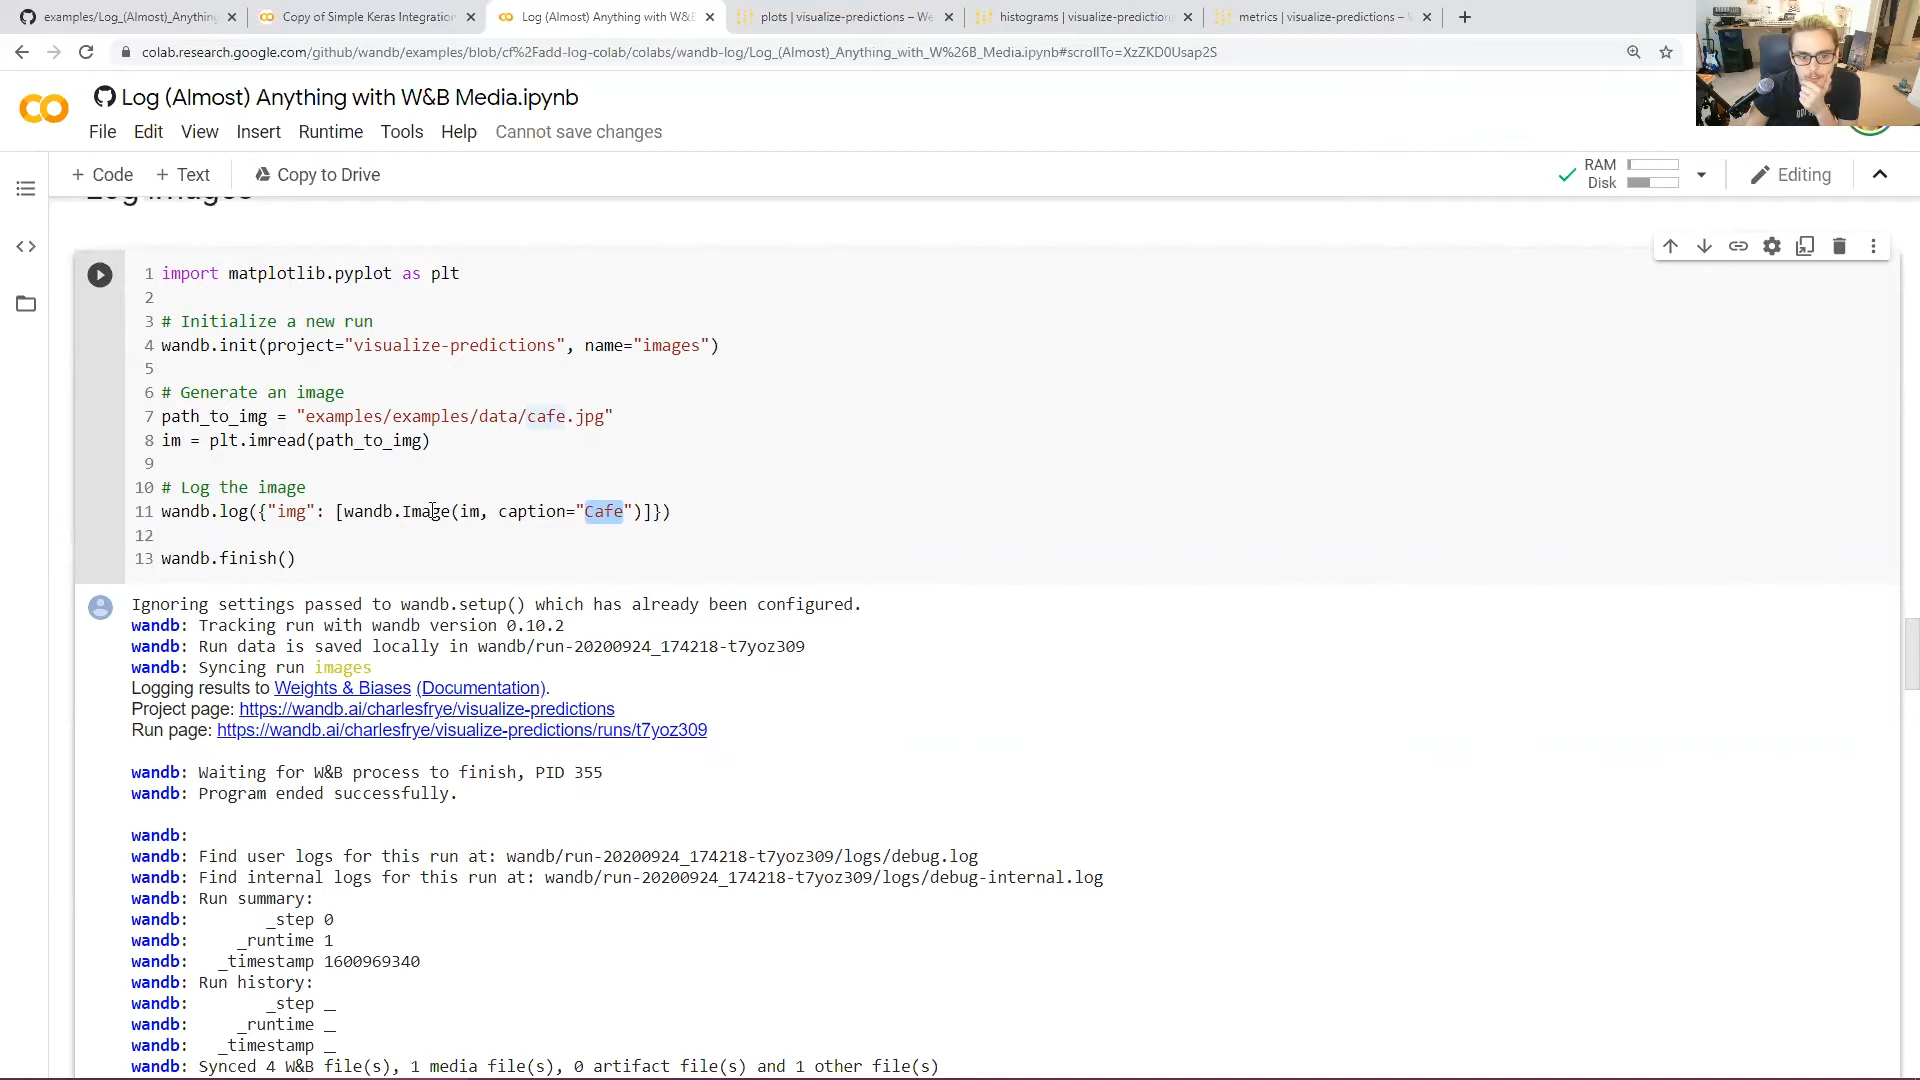 examples/Log_(Almost)_Anything
Copy of Simple Keras Integration
Log (Almost) Anything with W&B
plots | visualize-predictions – We
histograms | visualize-prediction
metrics | visualize-predictions –
colab.research.google.com/github/wandb/examples/blob/cf%2Fadd-log-colab/colabs/wandb-log/Log_(Almost)_Anything_with_W%26B_Media.ipynb#scrollTo=XzZKD0Usap2S
Log (Almost) Anything with W&B Media.ipynb
File Edit View Insert Runtime Tools Help Cannot save changes
+ Code + Text Copy to Drive
RAM
Disk
Editing
Log Images
1 import matplotlib.pyplot as plt
2
3 # Initialize a new run
4 wandb.init(project="visualize-predictions", name="images")
5
6 # Generate an image
7 path_to_img = "examples/examples/data/cafe.jpg"
8 im = plt.imread(path_to_img)
9
10 # Log the image
11 wandb.log({"img": [wandb.Image(im, caption="Cafe")]})
12
13 wandb.finish()
Ignoring settings passed to wandb.setup() which has already been configured.
wandb: Tracking run with wandb version 0.10.2
wandb: Run data is saved locally in wandb/run-20200924_174218-t7yoz309
wandb: Syncing run images
Logging results to Weights & Biases (Documentation).
Project page: https://wandb.ai/charlesfrye/visualize-predictions
Run page: https://wandb.ai/charlesfrye/visualize-predictions/runs/t7yoz309
wandb: Waiting for W&B process to finish, PID 355
wandb: Program ended successfully.
wandb:
wandb: Find user logs for this run at: wandb/run-20200924_174218-t7yoz309/logs/debug.log
wandb: Find internal logs for this run at: wandb/run-20200924_174218-t7yoz309/logs/debug-internal.log
wandb: Run summary:
wandb: _step 0
wandb: _runtime 1
wandb: _timestamp 1600969340
wandb: Run history:
wandb: _step _
wandb: _runtime _
wandb: _timestamp _
wandb: Synced 4 W&B file(s), 1 media file(s), 0 artifact file(s) and 1 other file(s)